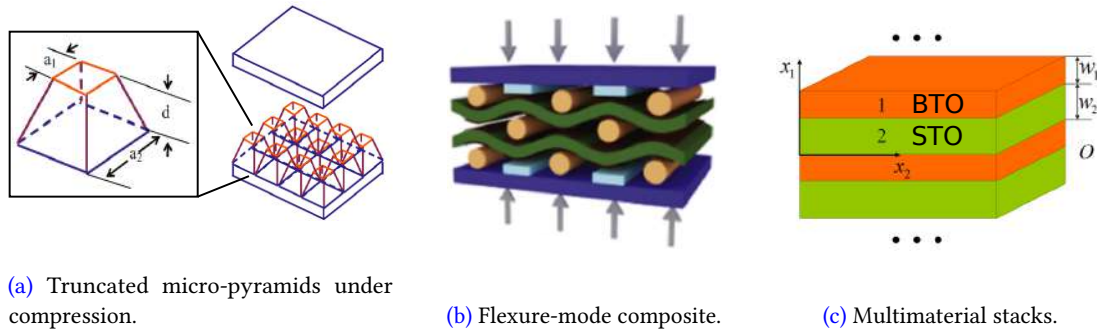 a₁
d
a₂
• • •
x₁
w₁
1 BTO
w₂
2 STO
O
x₂
• • •
(a) Truncated micro-pyramids under
compression.
(b) Flexure-mode composite.
(c) Multimaterial stacks.